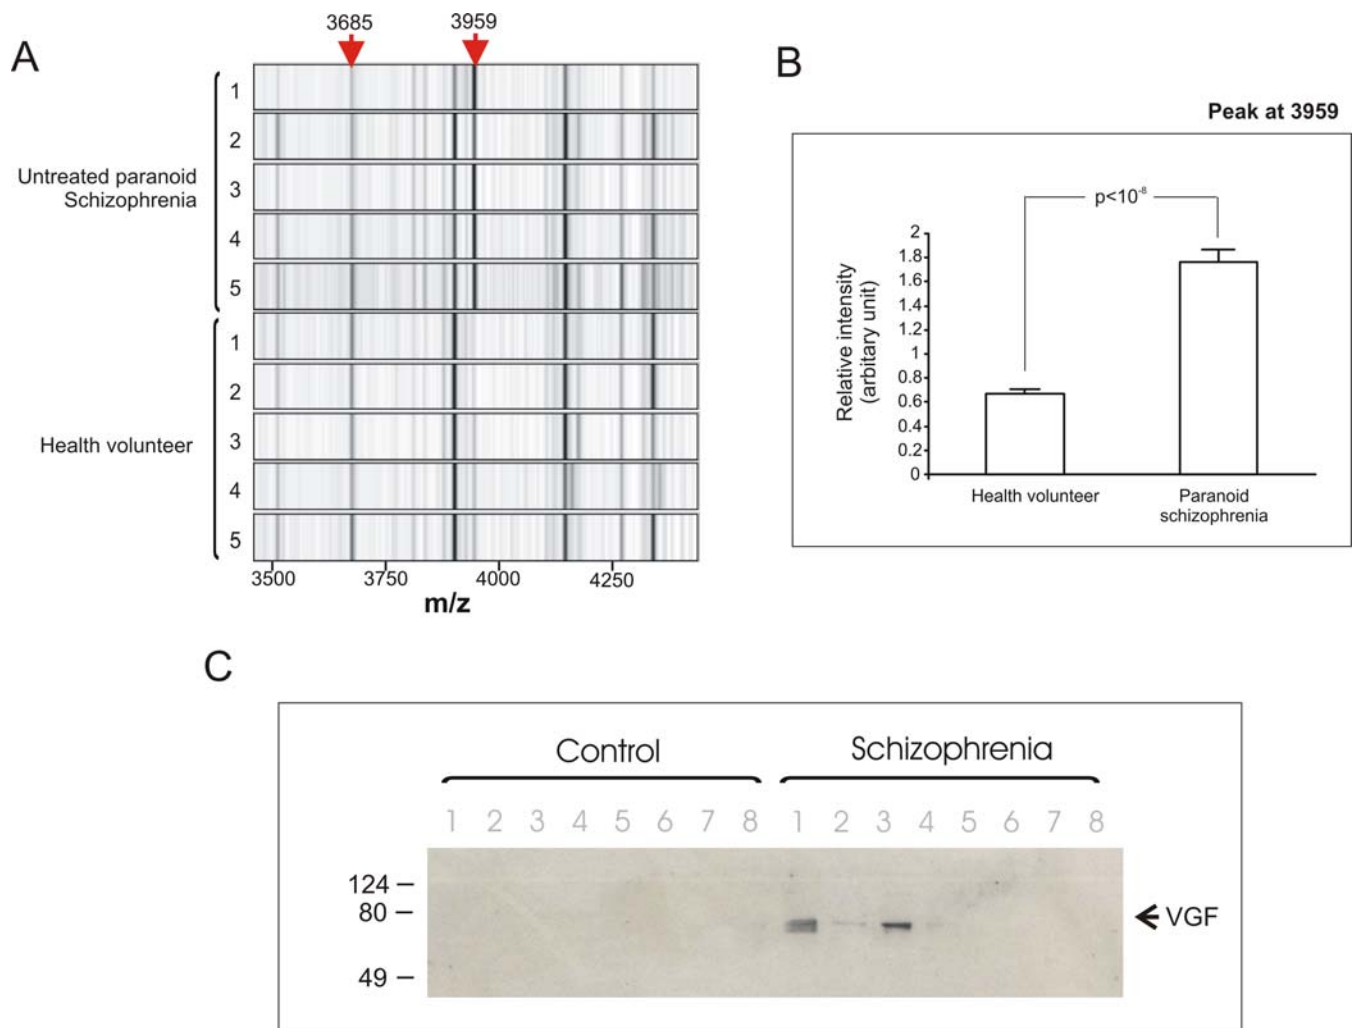 A
3685 3959
Untreated paranoid
Schizophrenia
1
2
3
4
5
Health volunteer
1
2
3
4
5
3500 3750 4000 4250
m/z
B
Peak at 3959
p<10⁻⁸
Relative intensity
(arbitary unit)
2
1.8
1.6
1.4
1.2
1
0.8
0.6
0.4
0.2
0
Health volunteer
Paranoid
schizophrenia
C
Control Schizophrenia
1 2 3 4 5 6 7 8 1 2 3 4 5 6 7 8
124
80
49
VGF